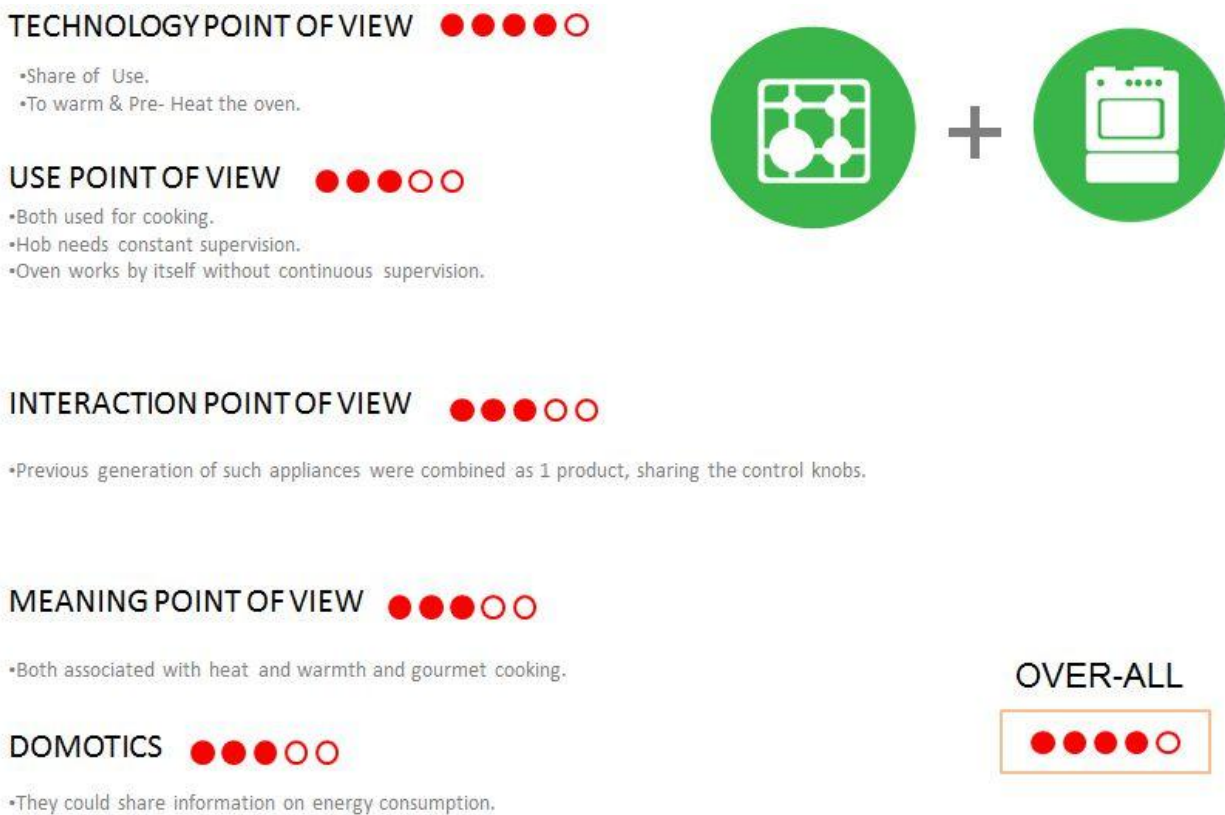 TECHNOLOGY POINT OF VIEW
•Share of Use.
•To warm & Pre- Heat the oven.
USE POINT OF VIEW
•Both used for cooking.
•Hob needs constant supervision.
•Oven works by itself without continuous supervision.
INTERACTION POINT OF VIEW
•Previous generation of such appliances were combined as 1 product, sharing the control knobs.
MEANING POINT OF VIEW
•Both associated with heat and warmth and gourmet cooking.
OVER-ALL
DOMOTICS
•They could share information on energy consumption.